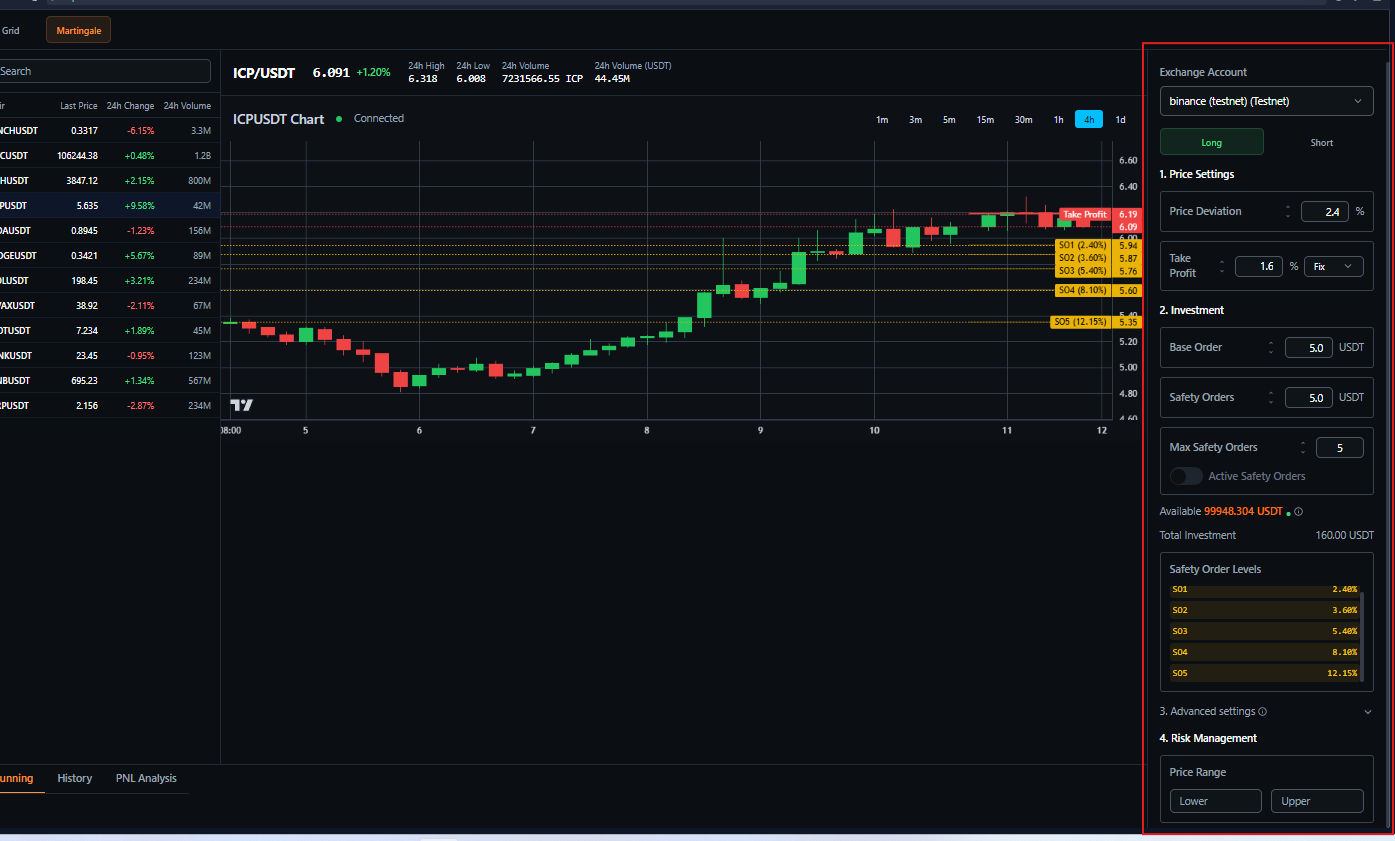 Grid Martingale
Search
ir Last Price 24h Change 24h Volume
NCHUSDT 0.3317 -6.15% 3.3M
CUSDT 106244.38 +0.48% 1.2B
HUSDT 3847.12 +2.15% 800M
PUSDT 5.635 +9.58% 42M
DAUSDT 0.8945 -1.23% 156M
OGEUSDT 0.3421 +5.67% 89M
OLUSDT 198.45 +3.21% 234M
VAXUSDT 38.92 -2.11% 67M
OTUSDT 7.234 +1.89% 45M
NKUSDT 23.45 -0.95% 123M
NBUSDT 695.23 +1.34% 567M
RPUSDT 2.156 -2.87% 234M
ICP/USDT 6.091 +1.20%
24h High 24h Low 24h Volume 24h Volume (USDT)
6.318 6.008 7231566.55 ICP 44.45M
ICPUSDT Chart Connected
1m 3m 5m 15m 30m 1h 4h 1d
6.60
6.40
Take Profit 6.19
6.09
6.00
SO1 (2.40%) 5.94
SO2 (3.60%) 5.87
SO3 (5.40%) 5.76
SO4 (8.10%) 5.60
5.40
SO5 (12.15%) 5.35
5.20
5.00
4.80
4.60
08:00 5 6 7 8 9 10 11 12
unning History PNL Analysis
Exchange Account
binance (testnet) (Testnet)
Long Short
1. Price Settings
Price Deviation 2.4 %
Take
Profit 1.6 % Fix
2. Investment
Base Order 5.0 USDT
Safety Orders 5.0 USDT
Max Safety Orders 5
Active Safety Orders
Available 99948.304 USDT
Total Investment 160.00 USDT
Safety Order Levels
SO1 2.40%
SO2 3.60%
SO3 5.40%
SO4 8.10%
SO5 12.15%
3. Advanced settings
4. Risk Management
Price Range
Lower Upper